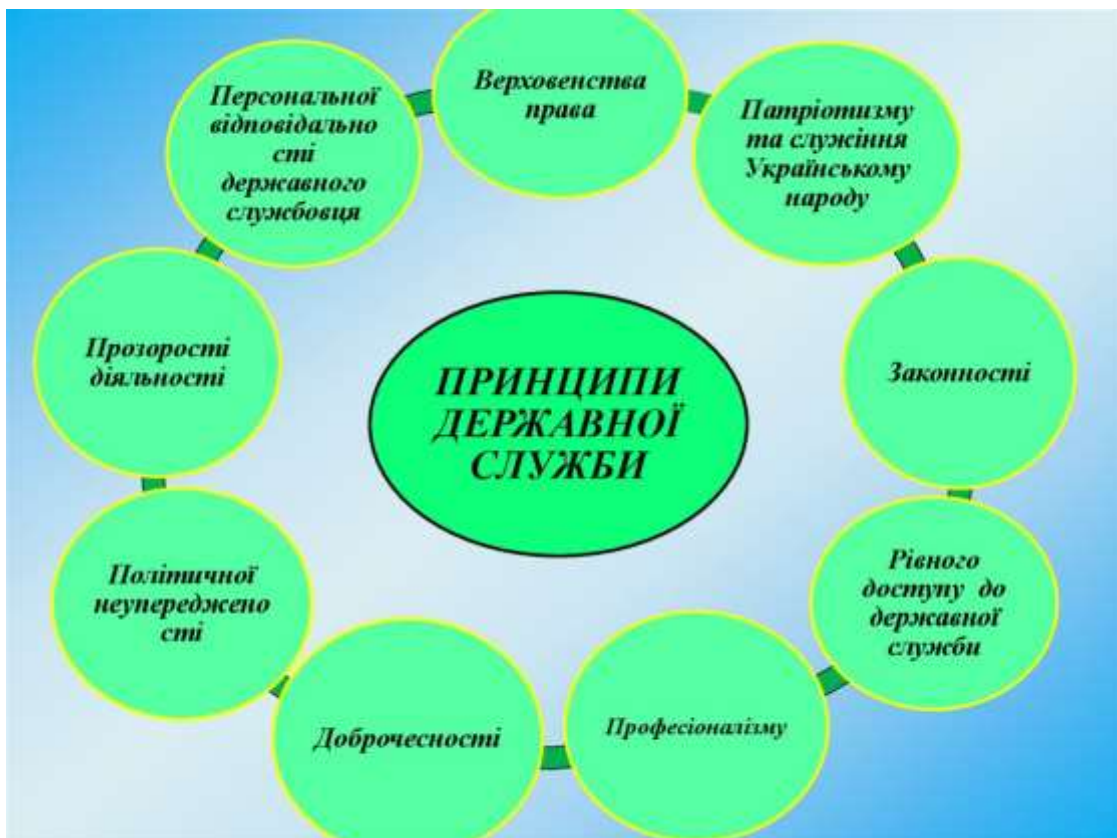 Верховенства
права
Патріотизму
та служіння
Українському
народу
Законності
Рівного
доступу до
державної
служби
Професіоналізму
Доброчесності
Політичної
неупереджено
сті
Прозорості
діяльності
Персональної
відповідально
сті
державного
службовця
ПРИНЦИПИ
ДЕРЖАВНОЇ
СЛУЖБИ